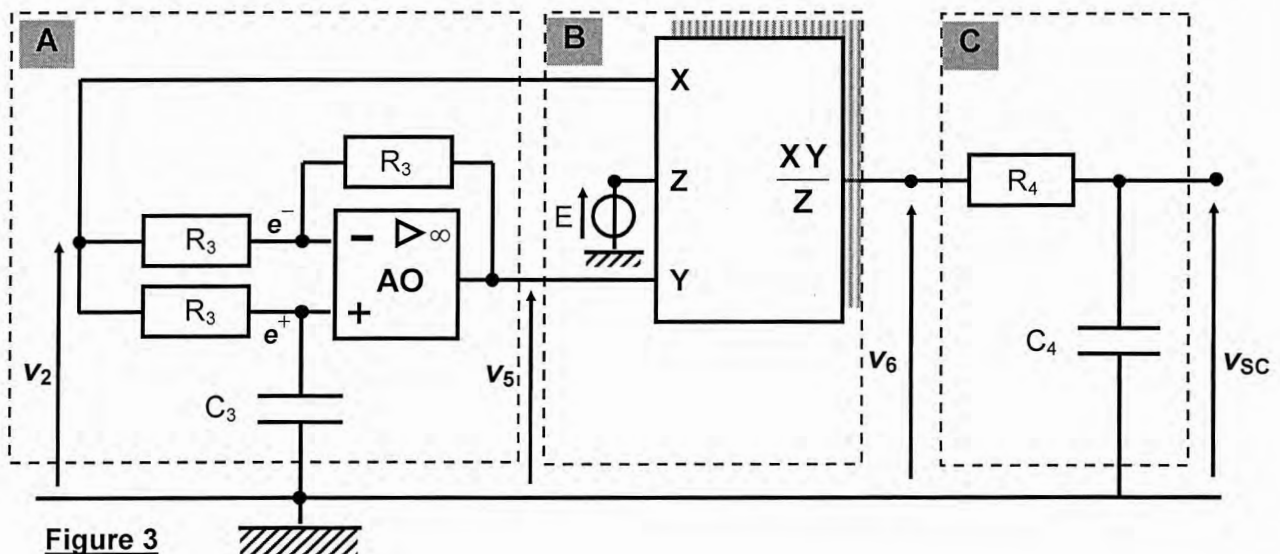 A
B
C
X
R₃
XY
Z
Z
R₄
E
R₃
e⁻
- ▷ ∞
AO
R₃
e⁺
+
Y
v₂
C₃
v₅
v₆
C₄
vSC
Figure 3